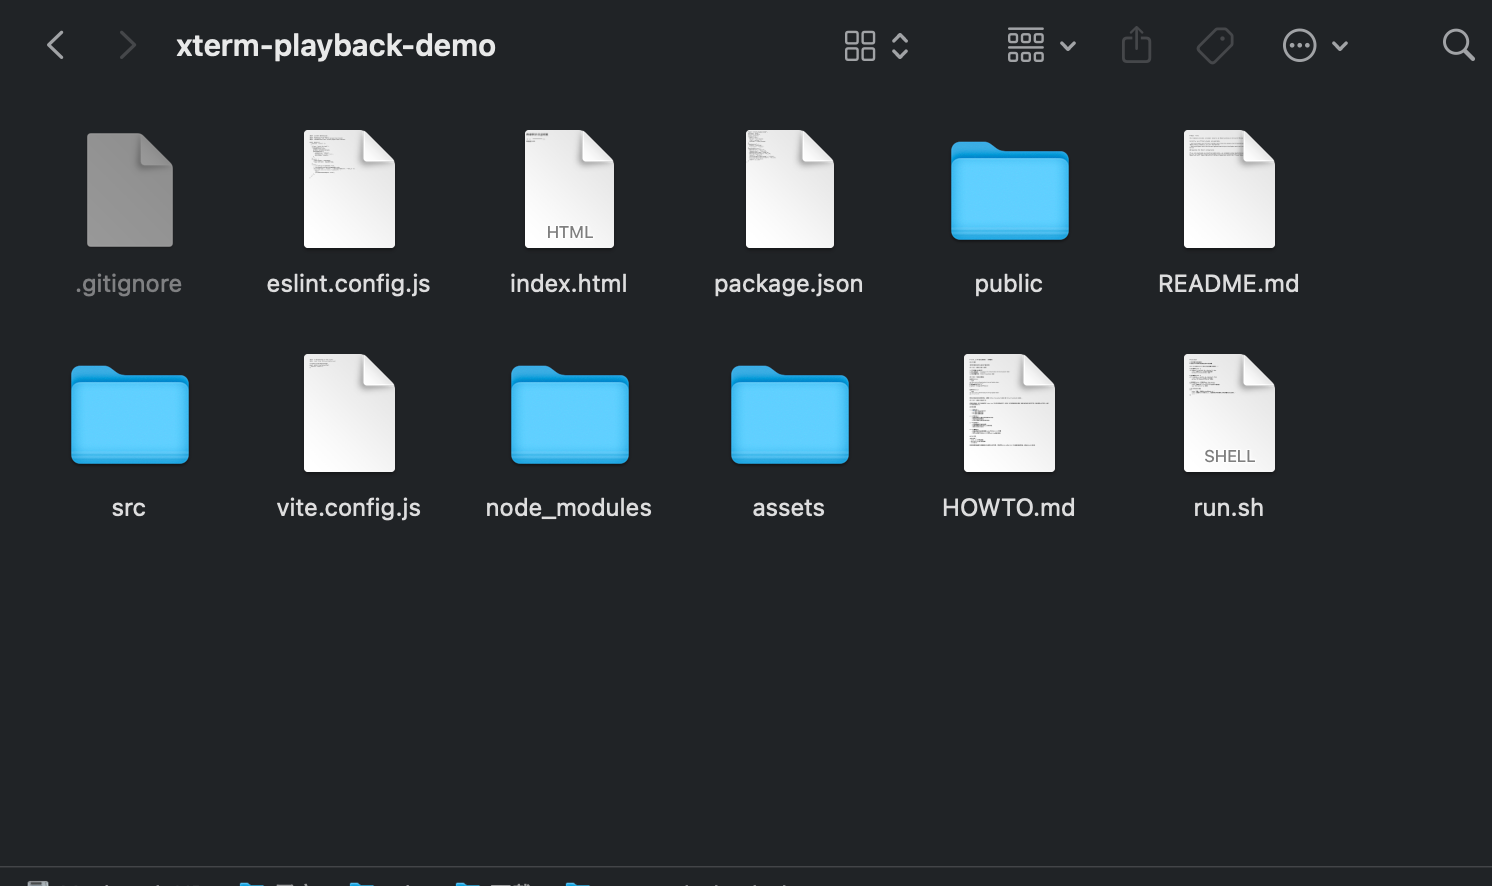 xterm-playback-demo
.gitignore
eslint.config.js
HTML
index.html
package.json
public
README.md
src
vite.config.js
node_modules
assets
HOWTO.md
SHELL
run.sh